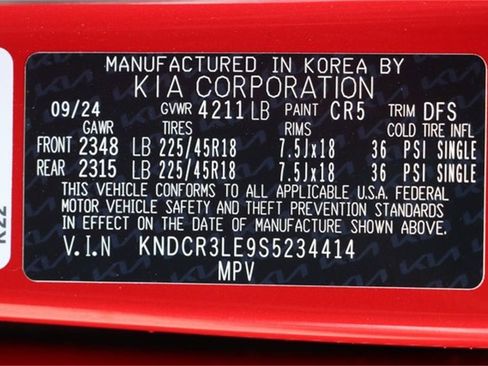 MANUFACTURED IN KOREA BY
KIA CORPORATION
09/24 GVWR 4211 LB PAINT CR5 TRIM DFS
GAWR TIRES RIMS COLD TIRE INFL
FRONT 2348 LB 225/45R18 7.5Jx18 36 PSI SINGLE
REAR 2315 LB 225/45R18 7.5Jx18 36 PSI SINGLE
THIS VEHICLE CONFORMS TO ALL APPLICABLE U.S.A. FEDERAL
MOTOR VEHICLE SAFETY AND THEFT PREVENTION STANDARDS
IN EFFECT ON THE DATE OF MANUFACTURE SHOWN ABOVE.
V.I.N KNDCR3LE9S5234414
MPV